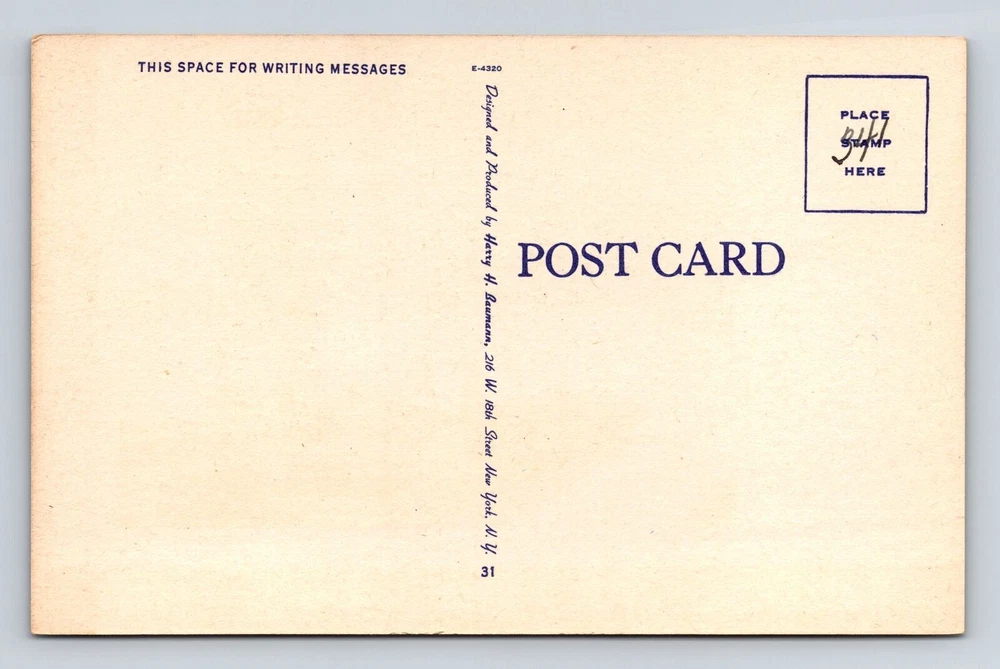 THIS SPACE FOR WRITING MESSAGES
E-4320
Designed and Produced by Harry H. Baumann, 216 W. 18th Street New York, N. Y.
31
POST CARD
PLACE
STAMP
HERE